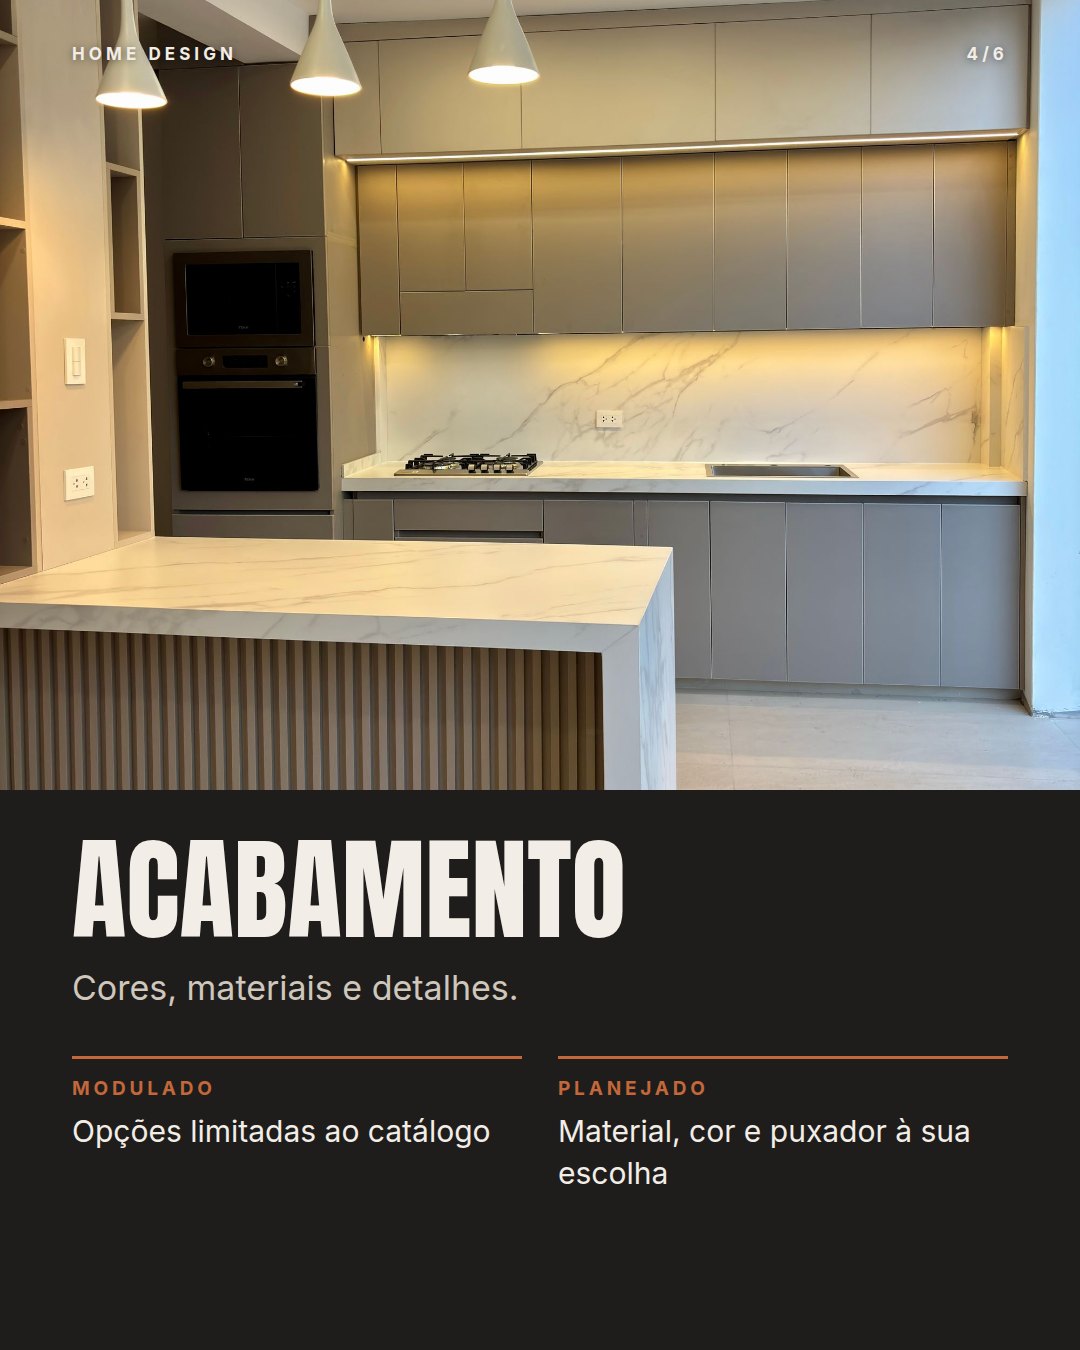 HOME DESIGN
4/6
ACABAMENTO
Cores, materiais e detalhes.
MODULADO
Opções limitadas ao catálogo
PLANEJADO
Material, cor e puxador à sua
escolha